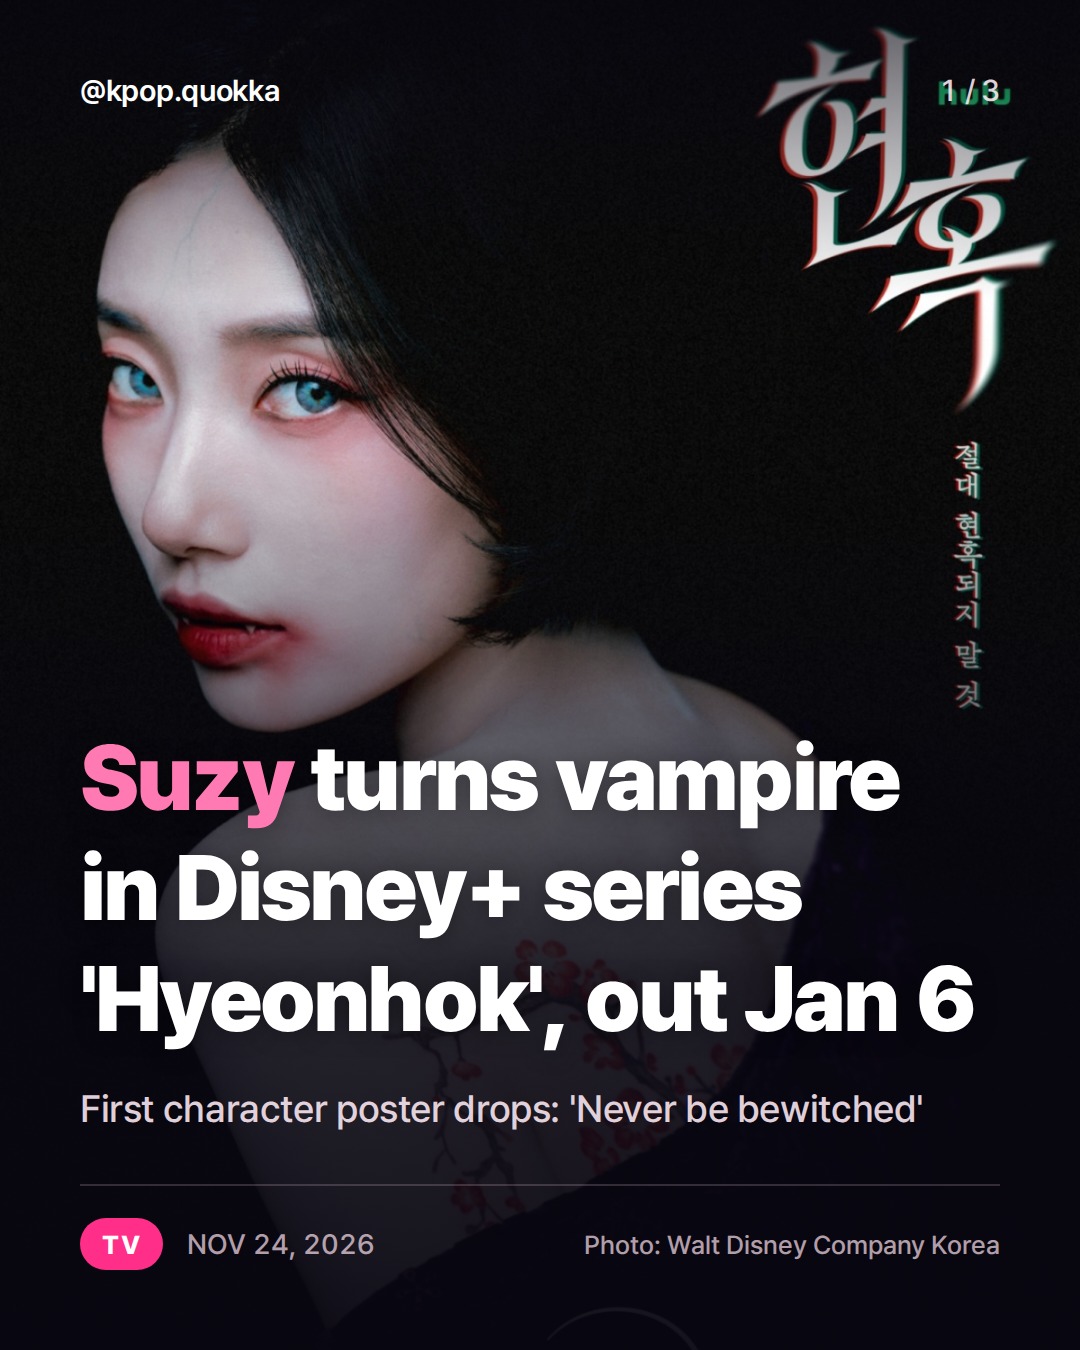 @kpop.quokka
1 / 3
hulu
현혹
절대 현혹되지 말 것
Suzy turns vampire
in Disney+ series
'Hyeonhok', out Jan 6
First character poster drops: 'Never be bewitched'
TV
NOV 24, 2026
Photo: Walt Disney Company Korea